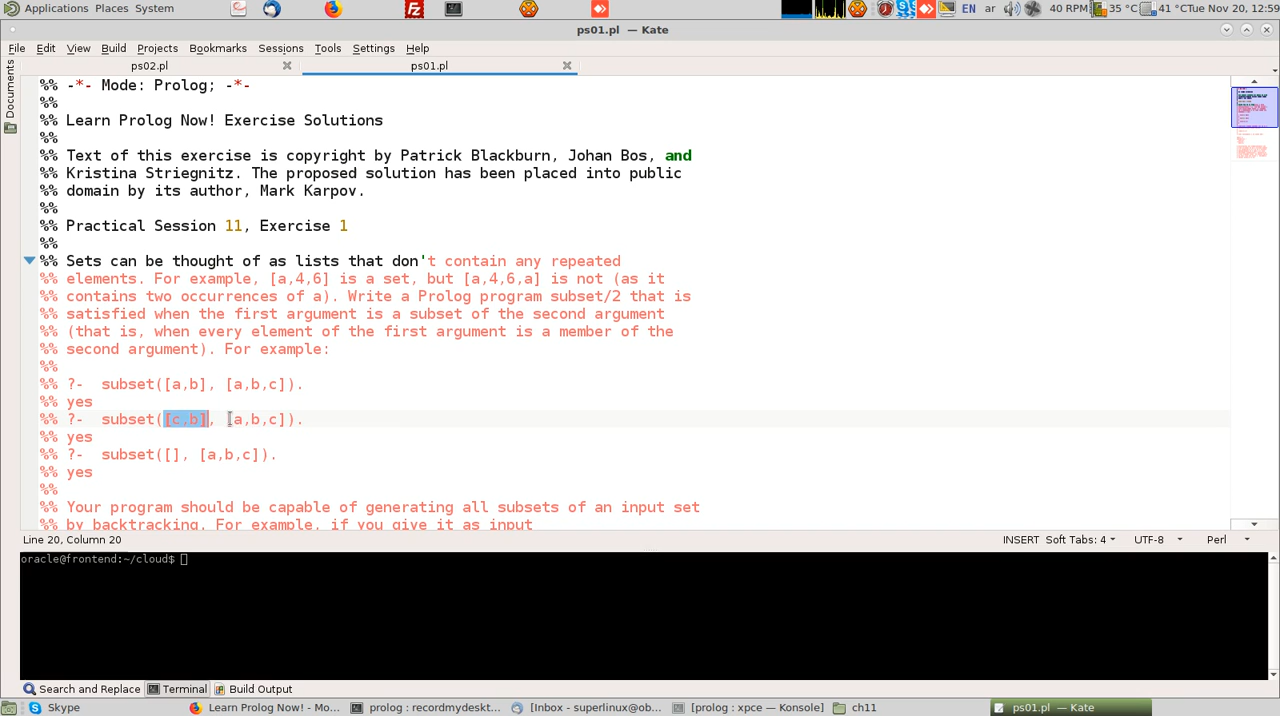 Applications Places System
EN ar 40 RPM 35 °C 41 °C Tue Nov 20, 12:59
ps01.pl — Kate
File Edit View Build Projects Bookmarks Sessions Tools Settings Help
ps02.pl ps01.pl
Documents
%% -*- Mode: Prolog; -*-
%%
%% Learn Prolog Now! Exercise Solutions
%%
%% Text of this exercise is copyright by Patrick Blackburn, Johan Bos, and
%% Kristina Striegnitz. The proposed solution has been placed into public
%% domain by its author, Mark Karpov.
%%
%% Practical Session 11, Exercise 1
%%
%% Sets can be thought of as lists that don't contain any repeated
%% elements. For example, [a,4,6] is a set, but [a,4,6,a] is not (as it
%% contains two occurrences of a). Write a Prolog program subset/2 that is
%% satisfied when the first argument is a subset of the second argument
%% (that is, when every element of the first argument is a member of the
%% second argument). For example:
%%
%% ?-  subset([a,b], [a,b,c]).
%% yes
%% ?-  subset([c,b], [a,b,c]).
%% yes
%% ?-  subset([], [a,b,c]).
%% yes
%%
%% Your program should be capable of generating all subsets of an input set
%% by backtracking. For example, if you give it as input
Line 20, Column 20 INSERT Soft Tabs: 4 UTF-8 Perl
oracle@frontend:~/cloud$
Search and Replace Terminal Build Output
Skype Learn Prolog Now! - Mo... prolog : recordmydeskt... [Inbox - superlinux@ob... [prolog : xpce — Konsole] ch11 ps01.pl — Kate